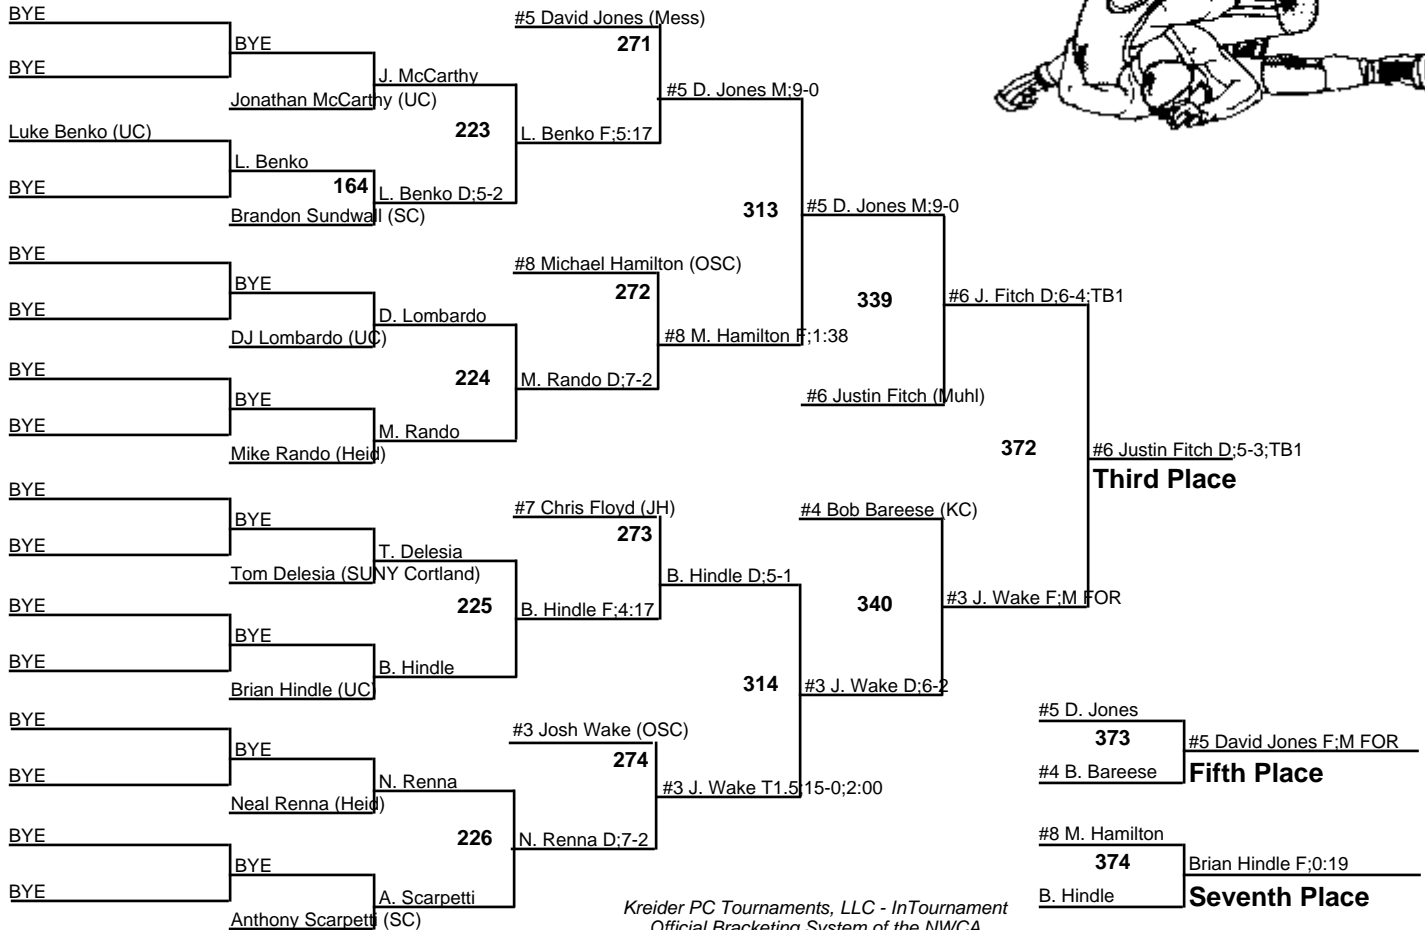 BYE
BYE
BYE
Jonathan McCarthy (UC)
J. McCarthy
Luke Benko (UC)
BYE
L. Benko
164
Brandon Sundwall (SC)
L. Benko D;5-2
223
L. Benko F;5:17
#5 David Jones (Mess)
271
#5 D. Jones M;9-0
BYE
BYE
BYE
DJ Lombardo (UC)
D. Lombardo
BYE
BYE
BYE
Mike Rando (Heid)
M. Rando
224
M. Rando D;7-2
#8 Michael Hamilton (OSC)
272
#8 M. Hamilton F;1:38
313
#5 D. Jones M;9-0
339
#6 Justin Fitch (Muhl)
#6 J. Fitch D;6-4;TB1
BYE
BYE
BYE
Tom Delesia (SUNY Cortland)
T. Delesia
BYE
BYE
BYE
Brian Hindle (UC)
B. Hindle
225
B. Hindle F;4:17
#7 Chris Floyd (JH)
273
B. Hindle D;5-1
BYE
BYE
BYE
Neal Renna (Heid)
N. Renna
BYE
BYE
BYE
Anthony Scarpetti (SC)
A. Scarpetti
226
N. Renna D;7-2
#3 Josh Wake (OSC)
274
#3 J. Wake T1.5;15-0;2:00
314
#3 J. Wake D;6-2
#4 Bob Bareese (KC)
340
#3 J. Wake F;M FOR
372
#6 Justin Fitch D;5-3;TB1
Third Place
#5 D. Jones
373
#4 B. Bareese
#5 David Jones F;M FOR
Fifth Place
#8 M. Hamilton
374
B. Hindle
Brian Hindle F;0:19
Seventh Place
Kreider PC Tournaments, LLC - InTournament
Official Bracketing System of the NWCA